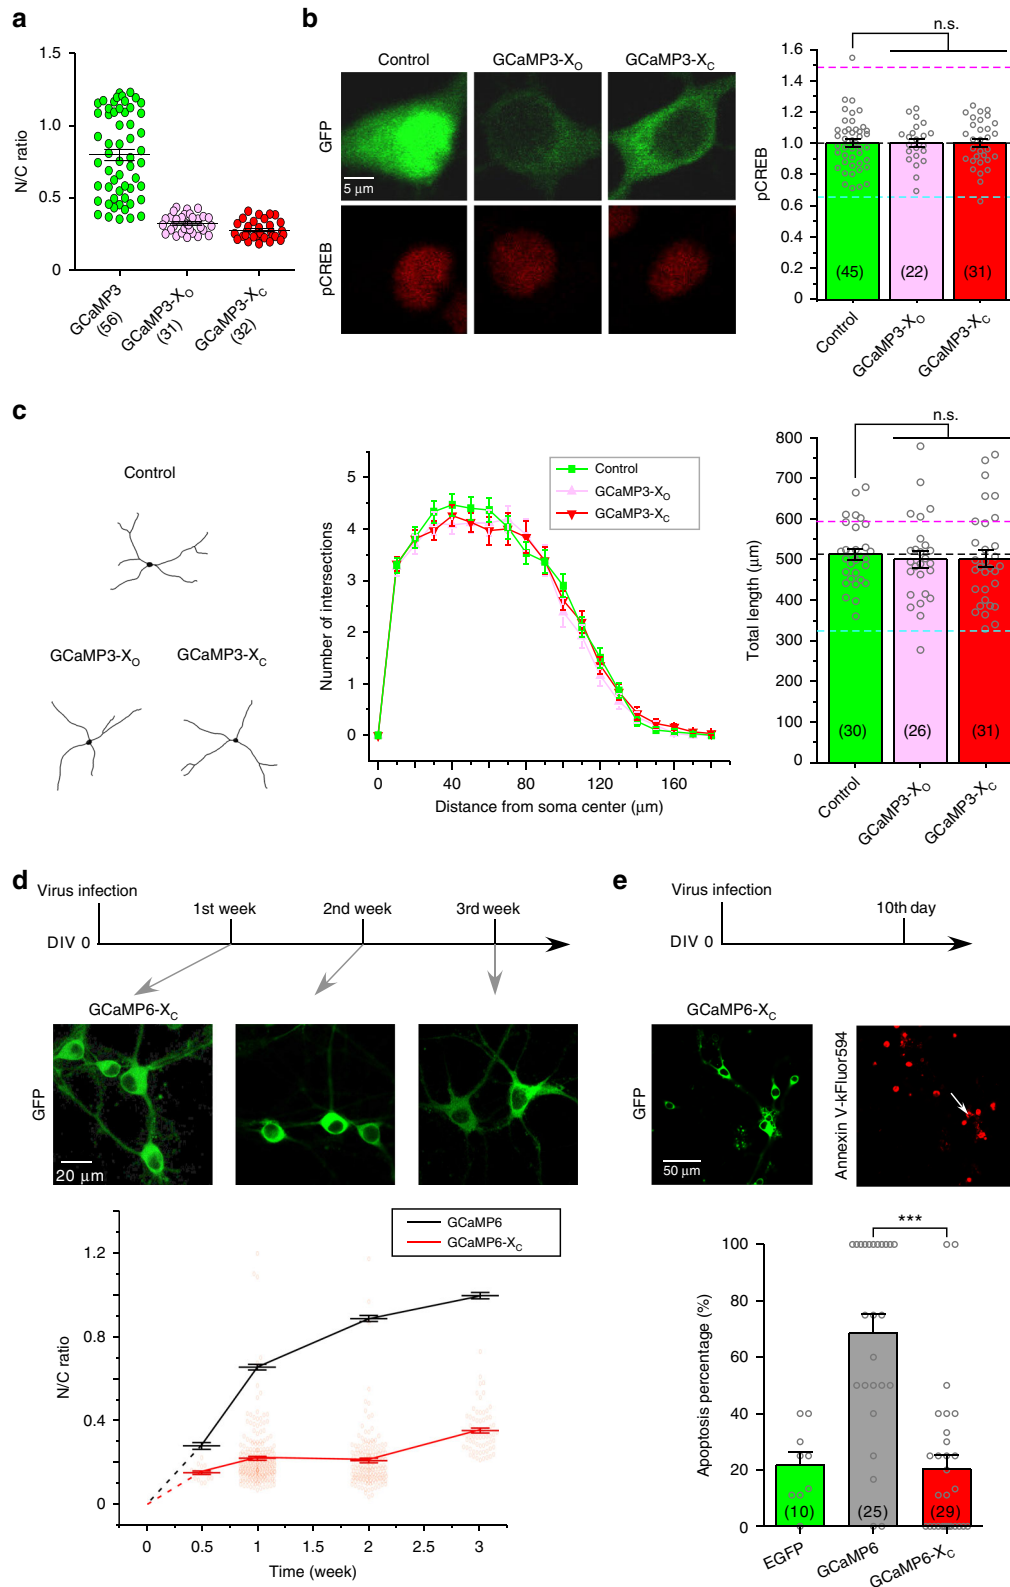 a
1.5
1.0
0.5
0
N/C ratio
GCaMP3
(56)
GCaMP3-XO
(31)
GCaMP3-XC
(32)
b
Control
GCaMP3-XO
GCaMP3-XC
GFP
5 μm
pCREB
n.s.
1.6
1.4
1.2
1.0
0.8
0.6
0.4
0.2
0
pCREB
(45)
(22)
(31)
Control
GCaMP3-XO
GCaMP3-XC
c
Control
GCaMP3-XO
GCaMP3-XC
Number of intersections
5
4
3
2
1
0
Control
GCaMP3-XO
GCaMP3-XC
0
40
80
120
160
Distance from soma center (μm)
n.s.
800
700
600
500
400
300
200
100
0
Total length (μm)
(30)
(26)
(31)
Control
GCaMP3-XO
GCaMP3-XC
d
Virus infection
1st week
2nd week
3rd week
DIV 0
GCaMP6-XC
GFP
20 μm
GCaMP6
GCaMP6-XC
1.2
0.8
0.4
0
N/C ratio
0
0.5
1
2
2.5
3
Time (week)
e
Virus infection
10th day
DIV 0
GCaMP6-XC
GFP
50 μm
Annexin V-kFluor594
***
100
80
60
40
20
0
Apoptosis percentage (%)
(10)
(25)
(29)
EGFP
GCaMP6
GCaMP6-XC